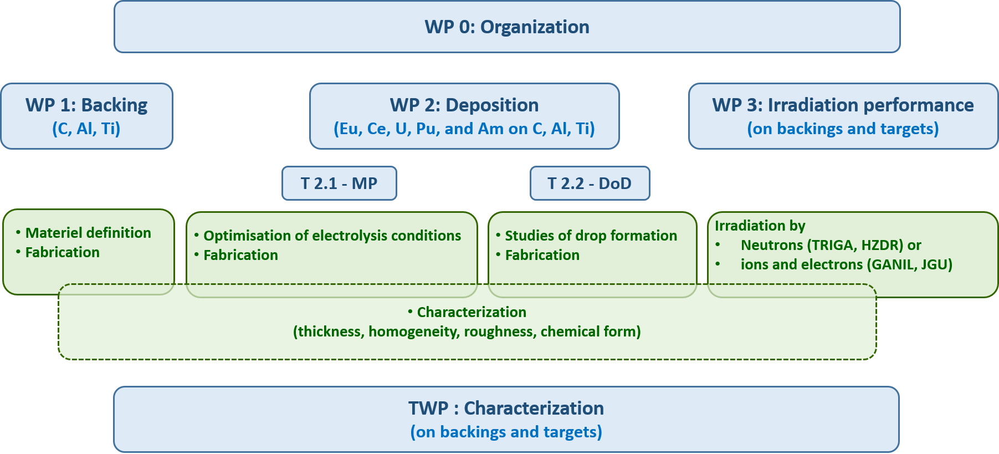 WP 0: Organization
WP 1: Backing
(C, Al, Ti)
WP 2: Deposition
(Eu, Ce, U, Pu, and Am on C, Al, Ti)
WP 3: Irradiation performance
(on backings and targets)
T 2.1 - MP
T 2.2 - DoD
• Materiel definition
• Fabrication
• Optimisation of electrolysis conditions
• Fabrication
• Studies of drop formation
• Fabrication
Irradiation by
• Neutrons (TRIGA, HZDR) or
• ions and electrons (GANIL, JGU)
• Characterization
(thickness, homogeneity, roughness, chemical form)
TWP : Characterization
(on backings and targets)